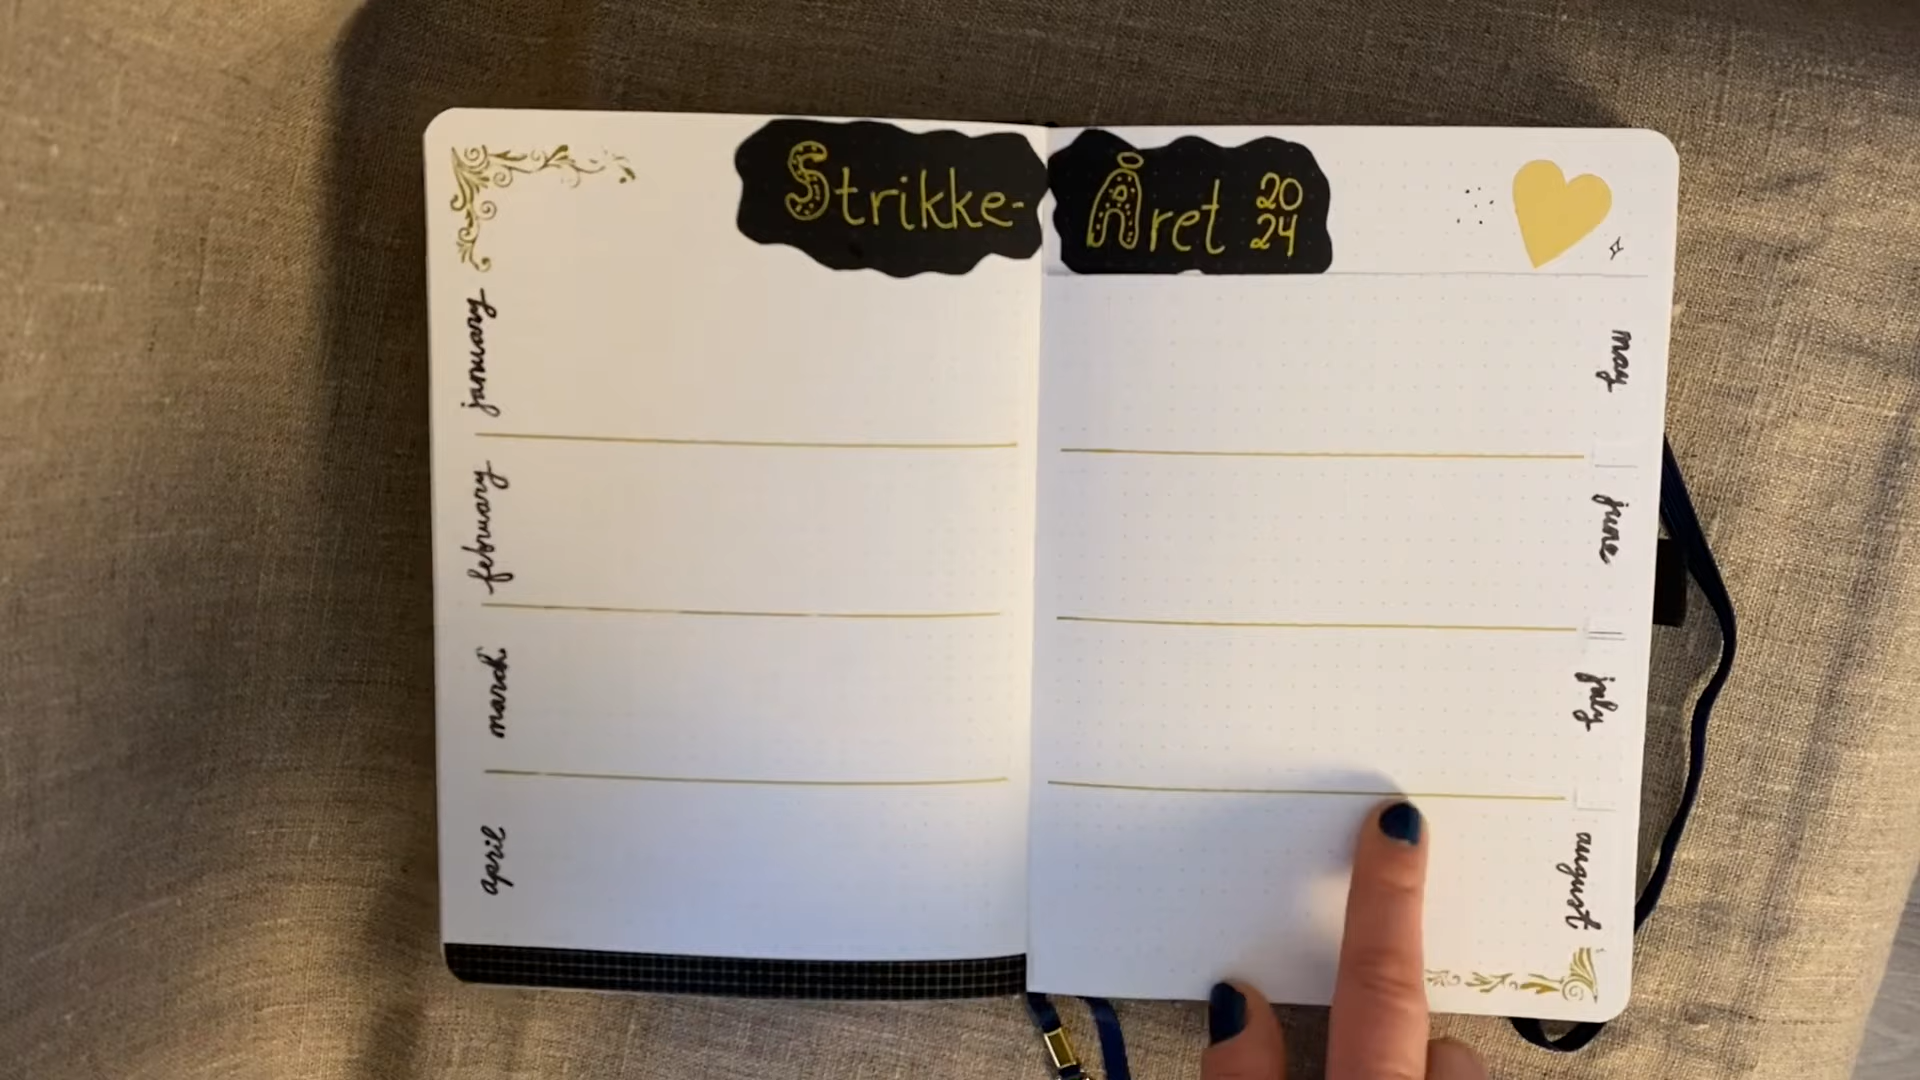 Strikke-
Året 2024
january
february
march
april
may
june
july
august